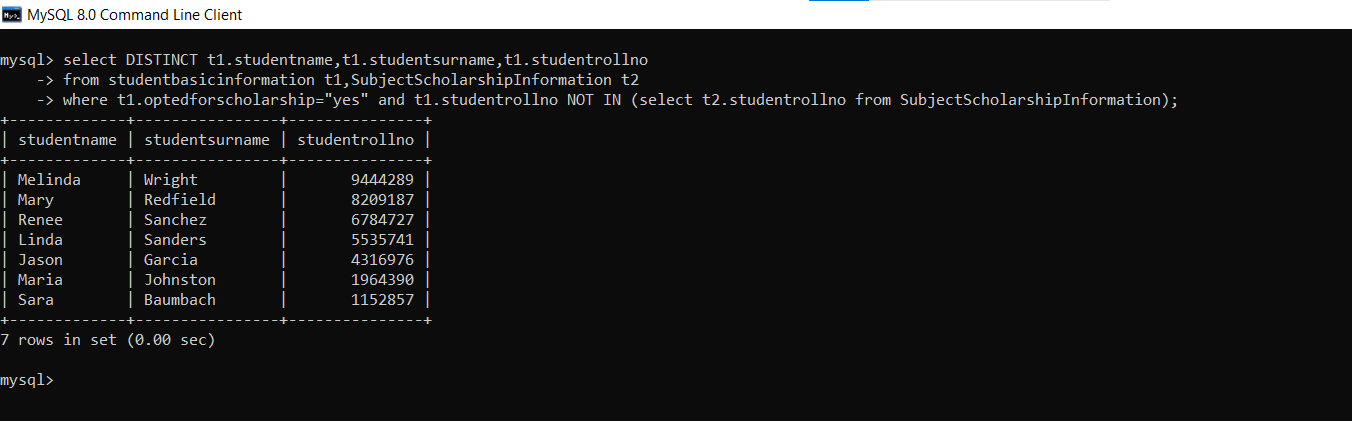 MySQL 8.0 Command Line Client
mysql> select DISTINCT t1.studentname,t1.studentsurname,t1.studentrollno
    -> from studentbasicinformation t1,SubjectScholarshipInformation t2
    -> where t1.optedforscholarship="yes" and t1.studentrollno NOT IN (select t2.studentrollno from SubjectScholarshipInformation);
+-------------+----------------+---------------+
| studentname | studentsurname | studentrollno |
+-------------+----------------+---------------+
| Melinda     | Wright         |       9444289 |
| Mary        | Redfield       |       8209187 |
| Renee       | Sanchez        |       6784727 |
| Linda       | Sanders        |       5535741 |
| Jason       | Garcia         |       4316976 |
| Maria       | Johnston       |       1964390 |
| Sara        | Baumbach       |       1152857 |
+-------------+----------------+---------------+
7 rows in set (0.00 sec)
mysql>